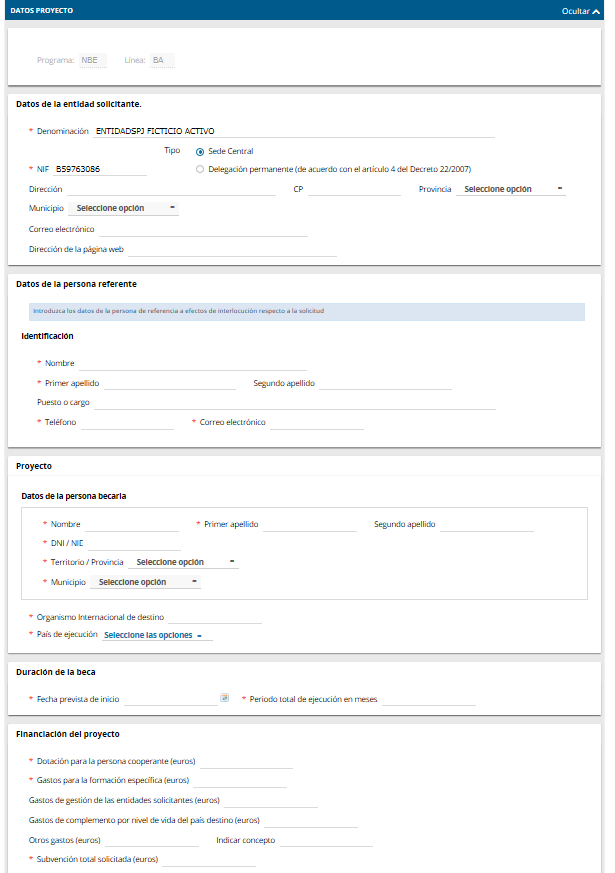 DATOS PROYECTO Ocultar
Programa: NBE Línea: BA
Datos de la entidad solicitante.
* Denominación ENTIDADSPJ FICTICIO ACTIVO
Tipo Sede Central
* NIF B59763086 Delegación permanente (de acuerdo con el artículo 4 del Decreto 22/2007)
Dirección CP Provincia Seleccione opción
Municipio Seleccione opción
Correo electrónico
Dirección de la página web
Datos de la persona referente
Introduzca los datos de la persona de referencia a efectos de interlocución respecto a la solicitud
Identificación
* Nombre
* Primer apellido Segundo apellido
Puesto o cargo
* Teléfono * Correo electrónico
Proyecto
Datos de la persona becaria
* Nombre * Primer apellido Segundo apellido
* DNI / NIE
* Territorio / Provincia Seleccione opción
* Municipio Seleccione opción
* Organismo Internacional de destino
* País de ejecución Seleccione las opciones
Duración de la beca
* Fecha prevista de inicio * Periodo total de ejecución en meses
Financiación del proyecto
* Dotación para la persona cooperante (euros)
* Gastos para la formación específica (euros)
Gastos de gestión de las entidades solicitantes (euros)
Gastos de complemento por nivel de vida del país destino (euros)
Otros gastos (euros) Indicar concepto
* Subvención total solicitada (euros)